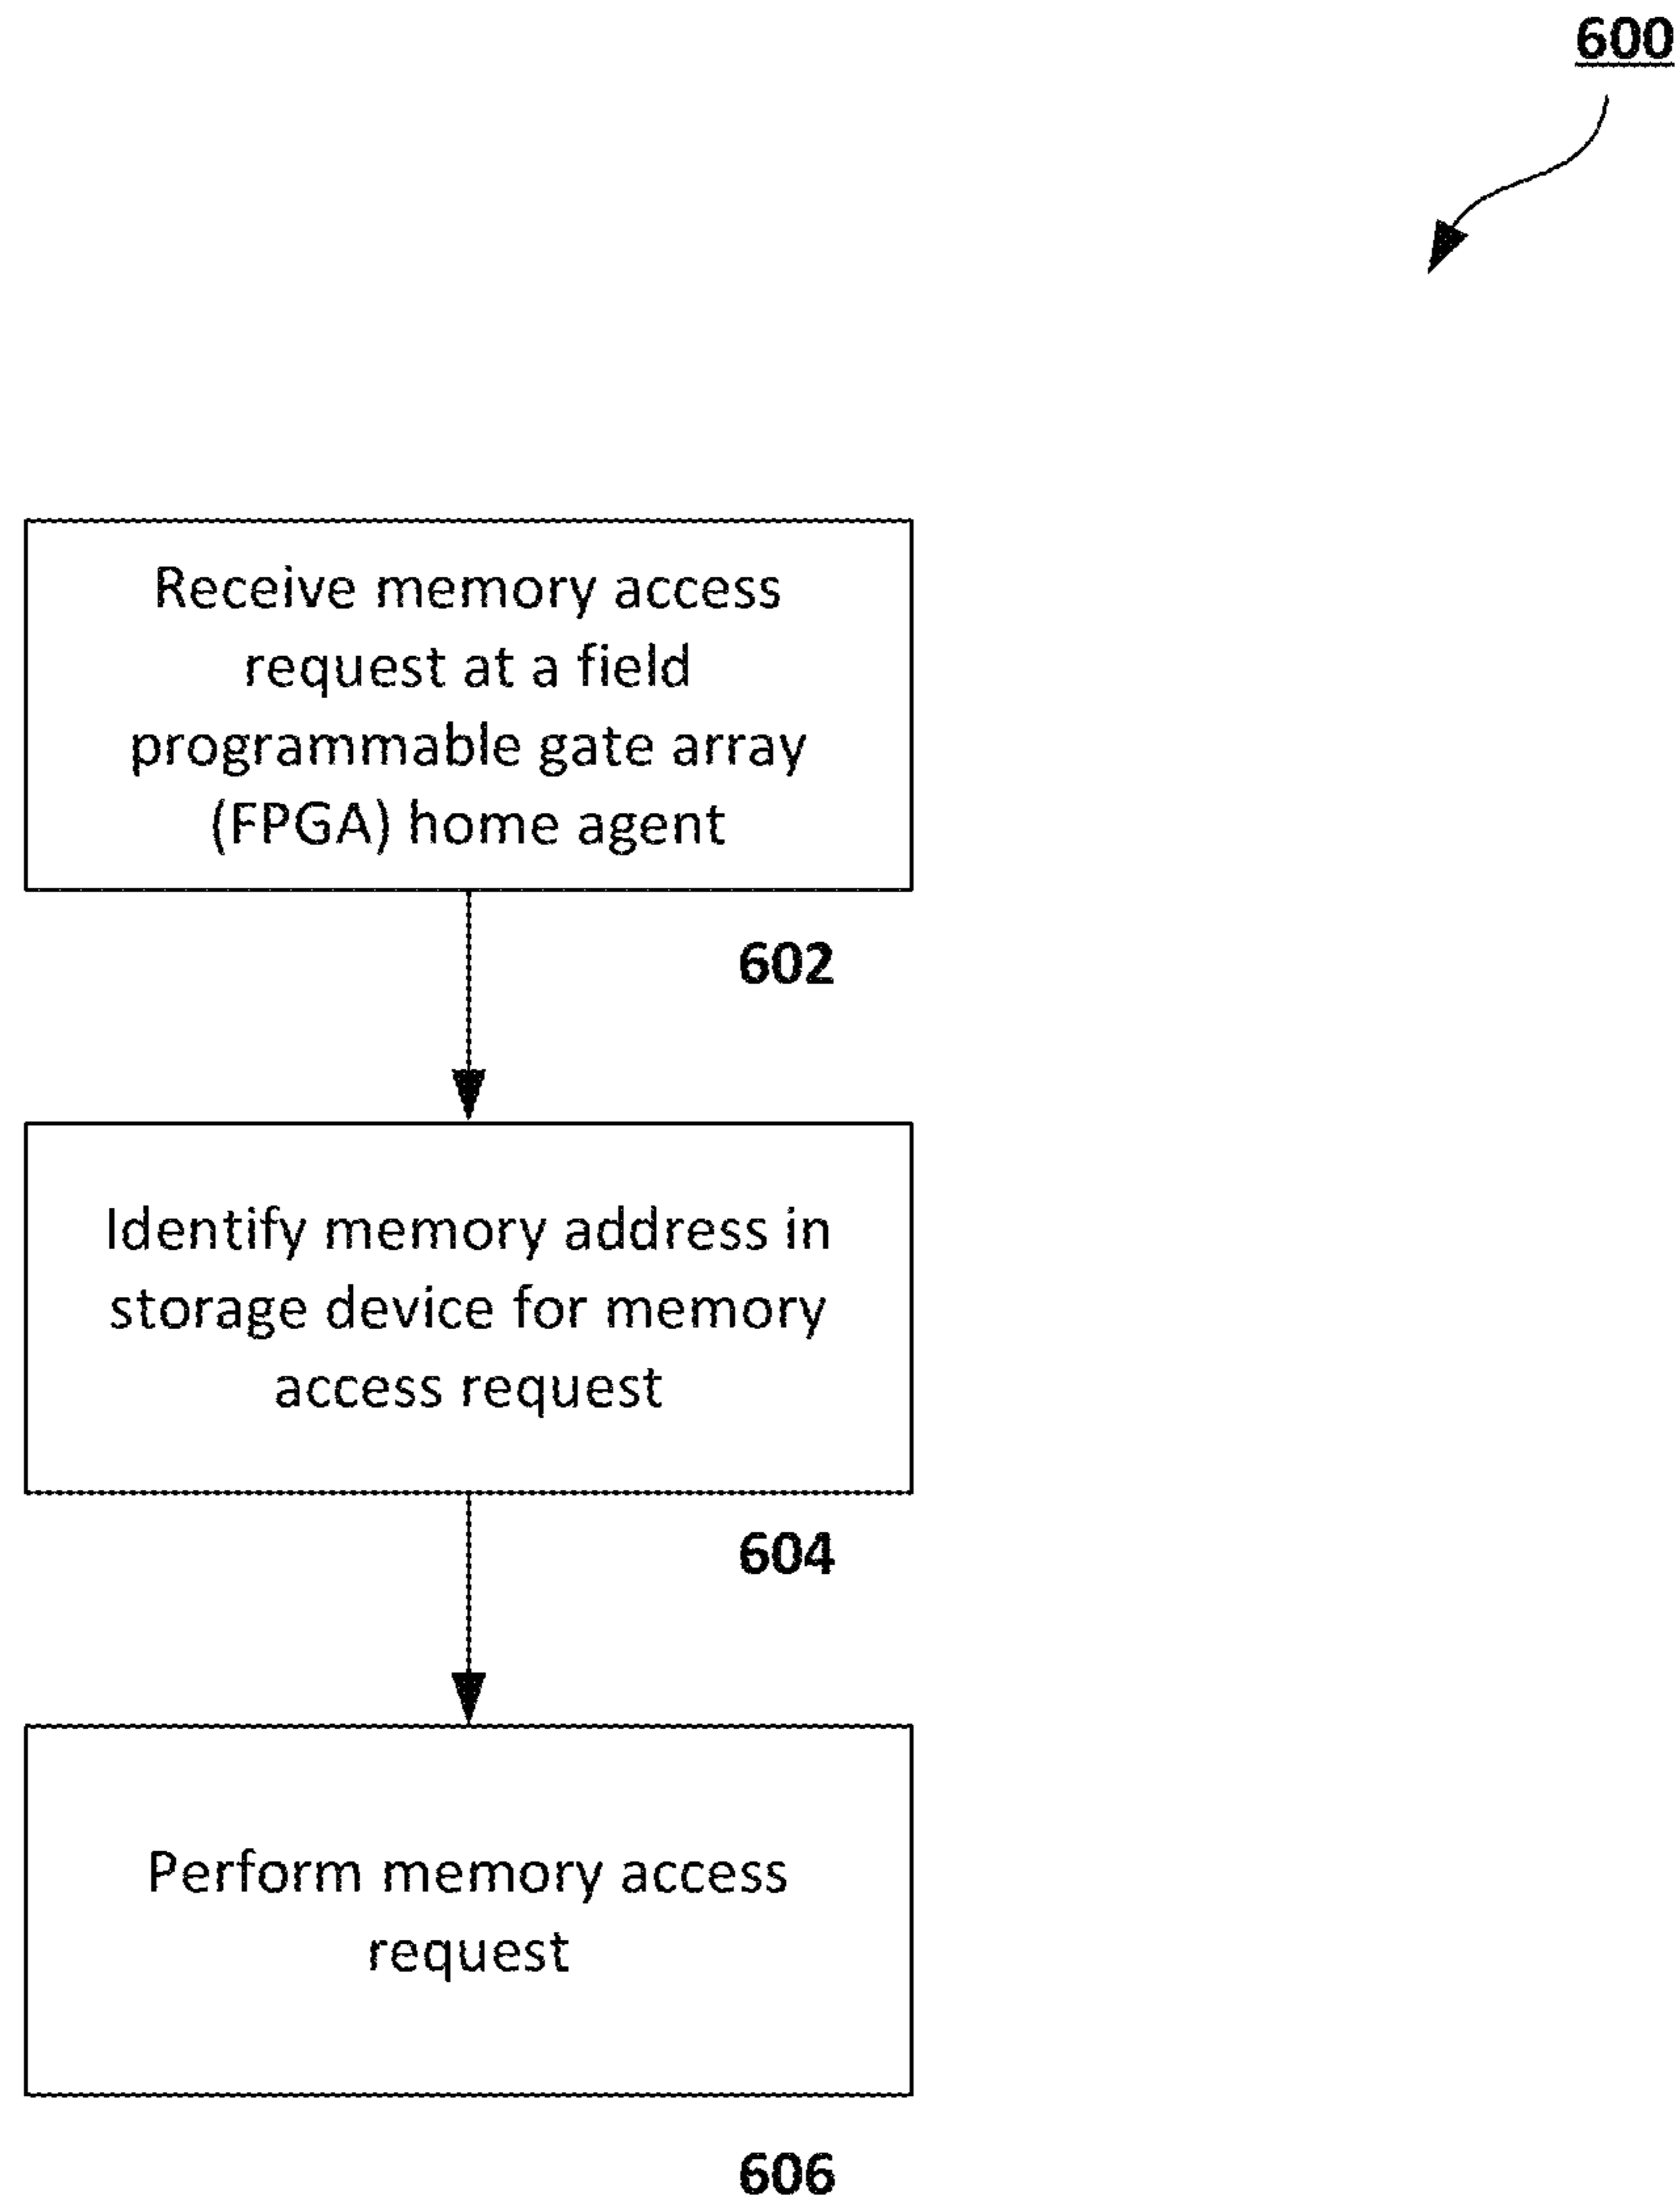 600
Receive memory access
request at a field
programmable gate array
(FPGA) home agent
602
Identify memory address in
storage device for memory
access request
604
Perform memory access
request
606